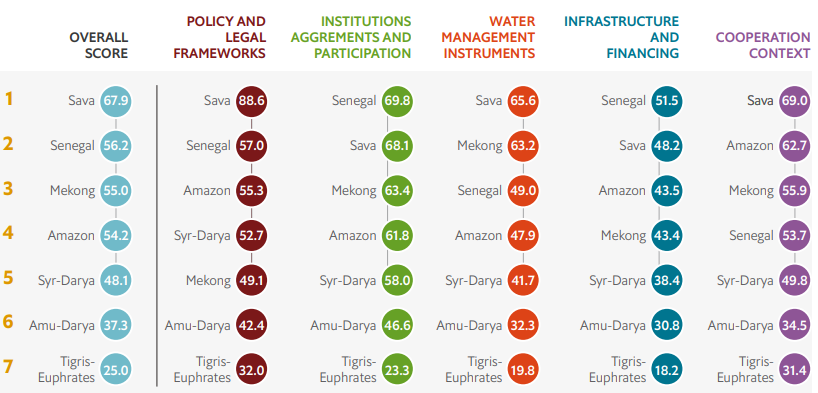 OVERALL
SCORE
POLICY AND
LEGAL
FRAMEWORKS
INSTITUTIONS
AGGREMENTS AND
PARTICIPATION
WATER
MANAGEMENT
INSTRUMENTS
INFRASTRUCTURE
AND
FINANCING
COOPERATION
CONTEXT
1 Sava 67.9 Sava 88.6 Senegal 69.8 Sava 65.6 Senegal 51.5 Sava 69.0
2 Senegal 56.2 Senegal 57.0 Sava 68.1 Mekong 63.2 Sava 48.2 Amazon 62.7
3 Mekong 55.0 Amazon 55.3 Mekong 63.4 Senegal 49.0 Amazon 43.5 Mekong 55.9
4 Amazon 54.2 Syr-Darya 52.7 Amazon 61.8 Amazon 47.9 Mekong 43.4 Senegal 53.7
5 Syr-Darya 48.1 Mekong 49.1 Syr-Darya 58.0 Syr-Darya 41.7 Syr-Darya 38.4 Syr-Darya 49.8
6 Amu-Darya 37.3 Amu-Darya 42.4 Amu-Darya 46.6 Amu-Darya 32.3 Amu-Darya 30.8 Amu-Darya 34.5
7 Tigris- 25.0 Tigris- 32.0 Tigris- 23.3 Tigris- 19.8 Tigris- 18.2 Tigris- 31.4
Euphrates Euphrates Euphrates Euphrates Euphrates Euphrates